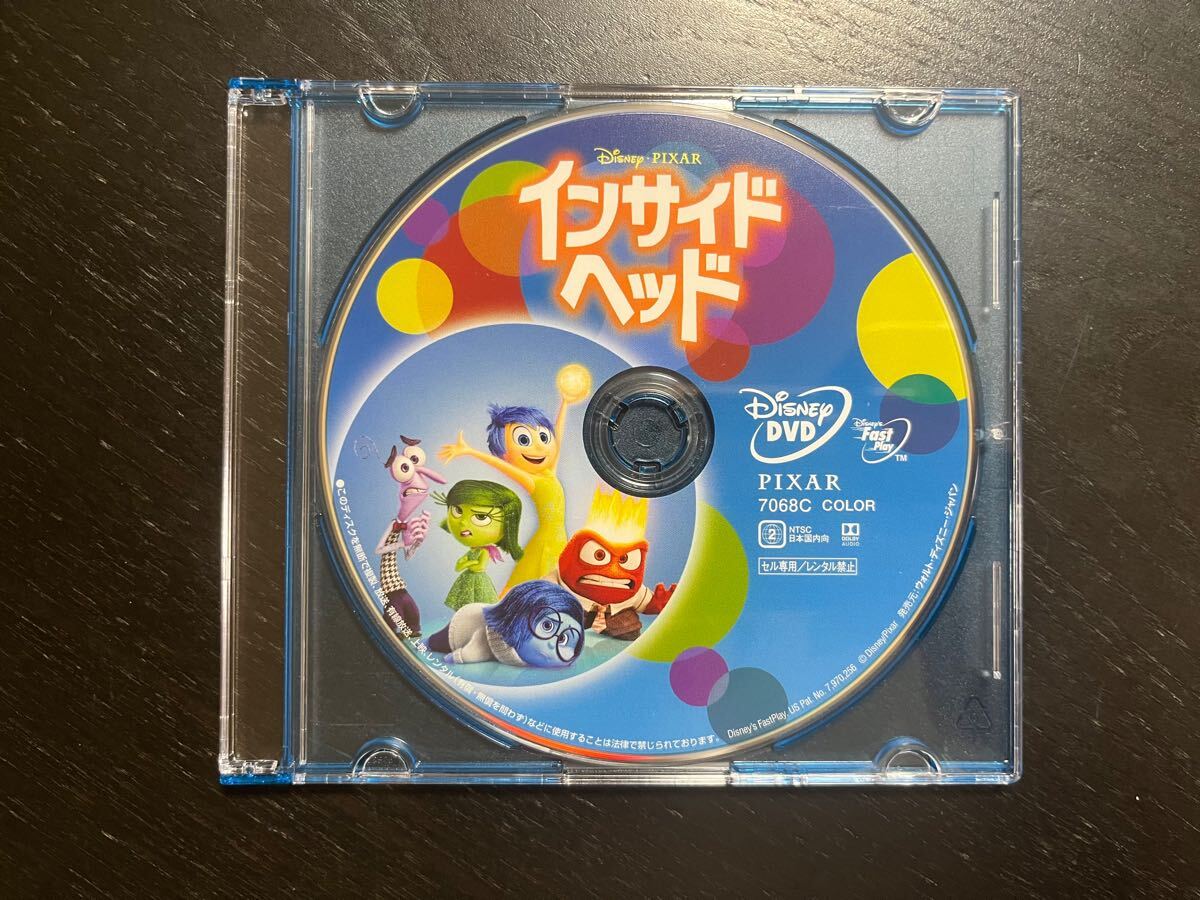 Disney・PIXAR
インサイド
ヘッド
Disney
DVD
Disney's
Fast
Play
TM
PIXAR
7068C COLOR
2
NTSC
日本国内向
DOLBY
AUDIO
セル専用／レンタル禁止
●このディスクを無断で複製、放送、有線放送、上映、レンタル(有償・無償を問わず)などに使用することは法律で禁じられております。
Disney's FastPlay. US Pat. No. 7,970,256 © Disney/Pixar 発売元:ウォルト・ディズニー・ジャパン